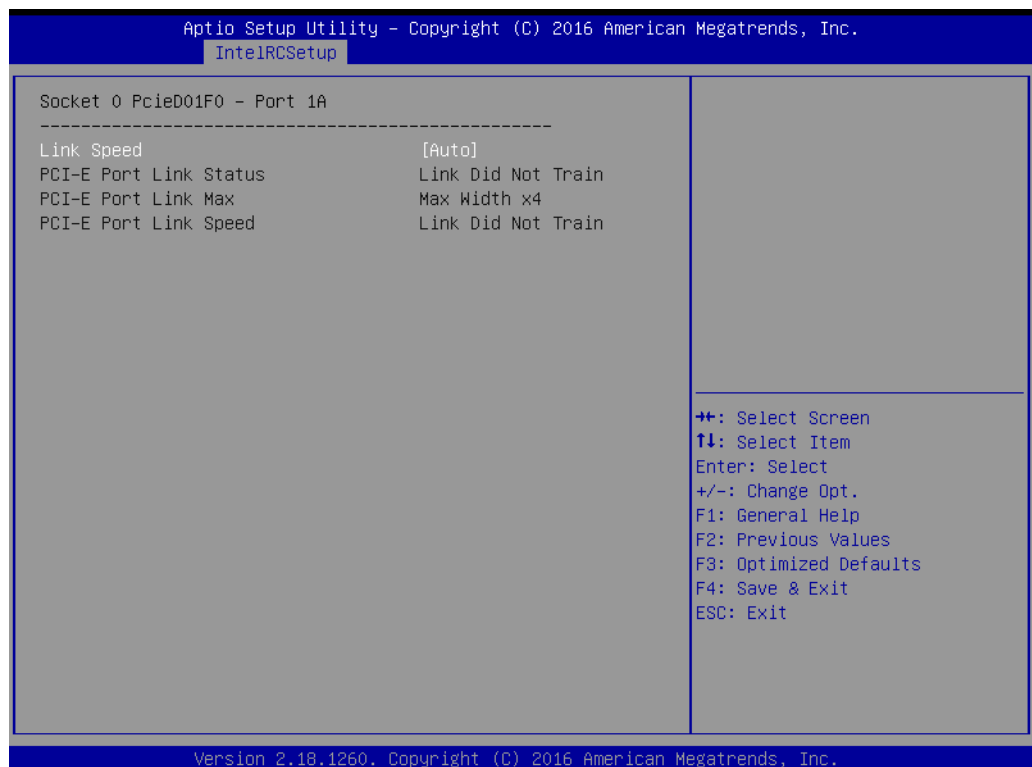 Aptio Setup Utility – Copyright (C) 2016 American Megatrends, Inc.
IntelRCSetup
Socket 0 PcieD01F0 – Port 1A
--------------------------------------------------
Link Speed [Auto]
PCI-E Port Link Status Link Did Not Train
PCI-E Port Link Max Max Width x4
PCI-E Port Link Speed Link Did Not Train
→←: Select Screen
↑↓: Select Item
Enter: Select
+/-: Change Opt.
F1: General Help
F2: Previous Values
F3: Optimized Defaults
F4: Save & Exit
ESC: Exit
Version 2.18.1260. Copyright (C) 2016 American Megatrends, Inc.